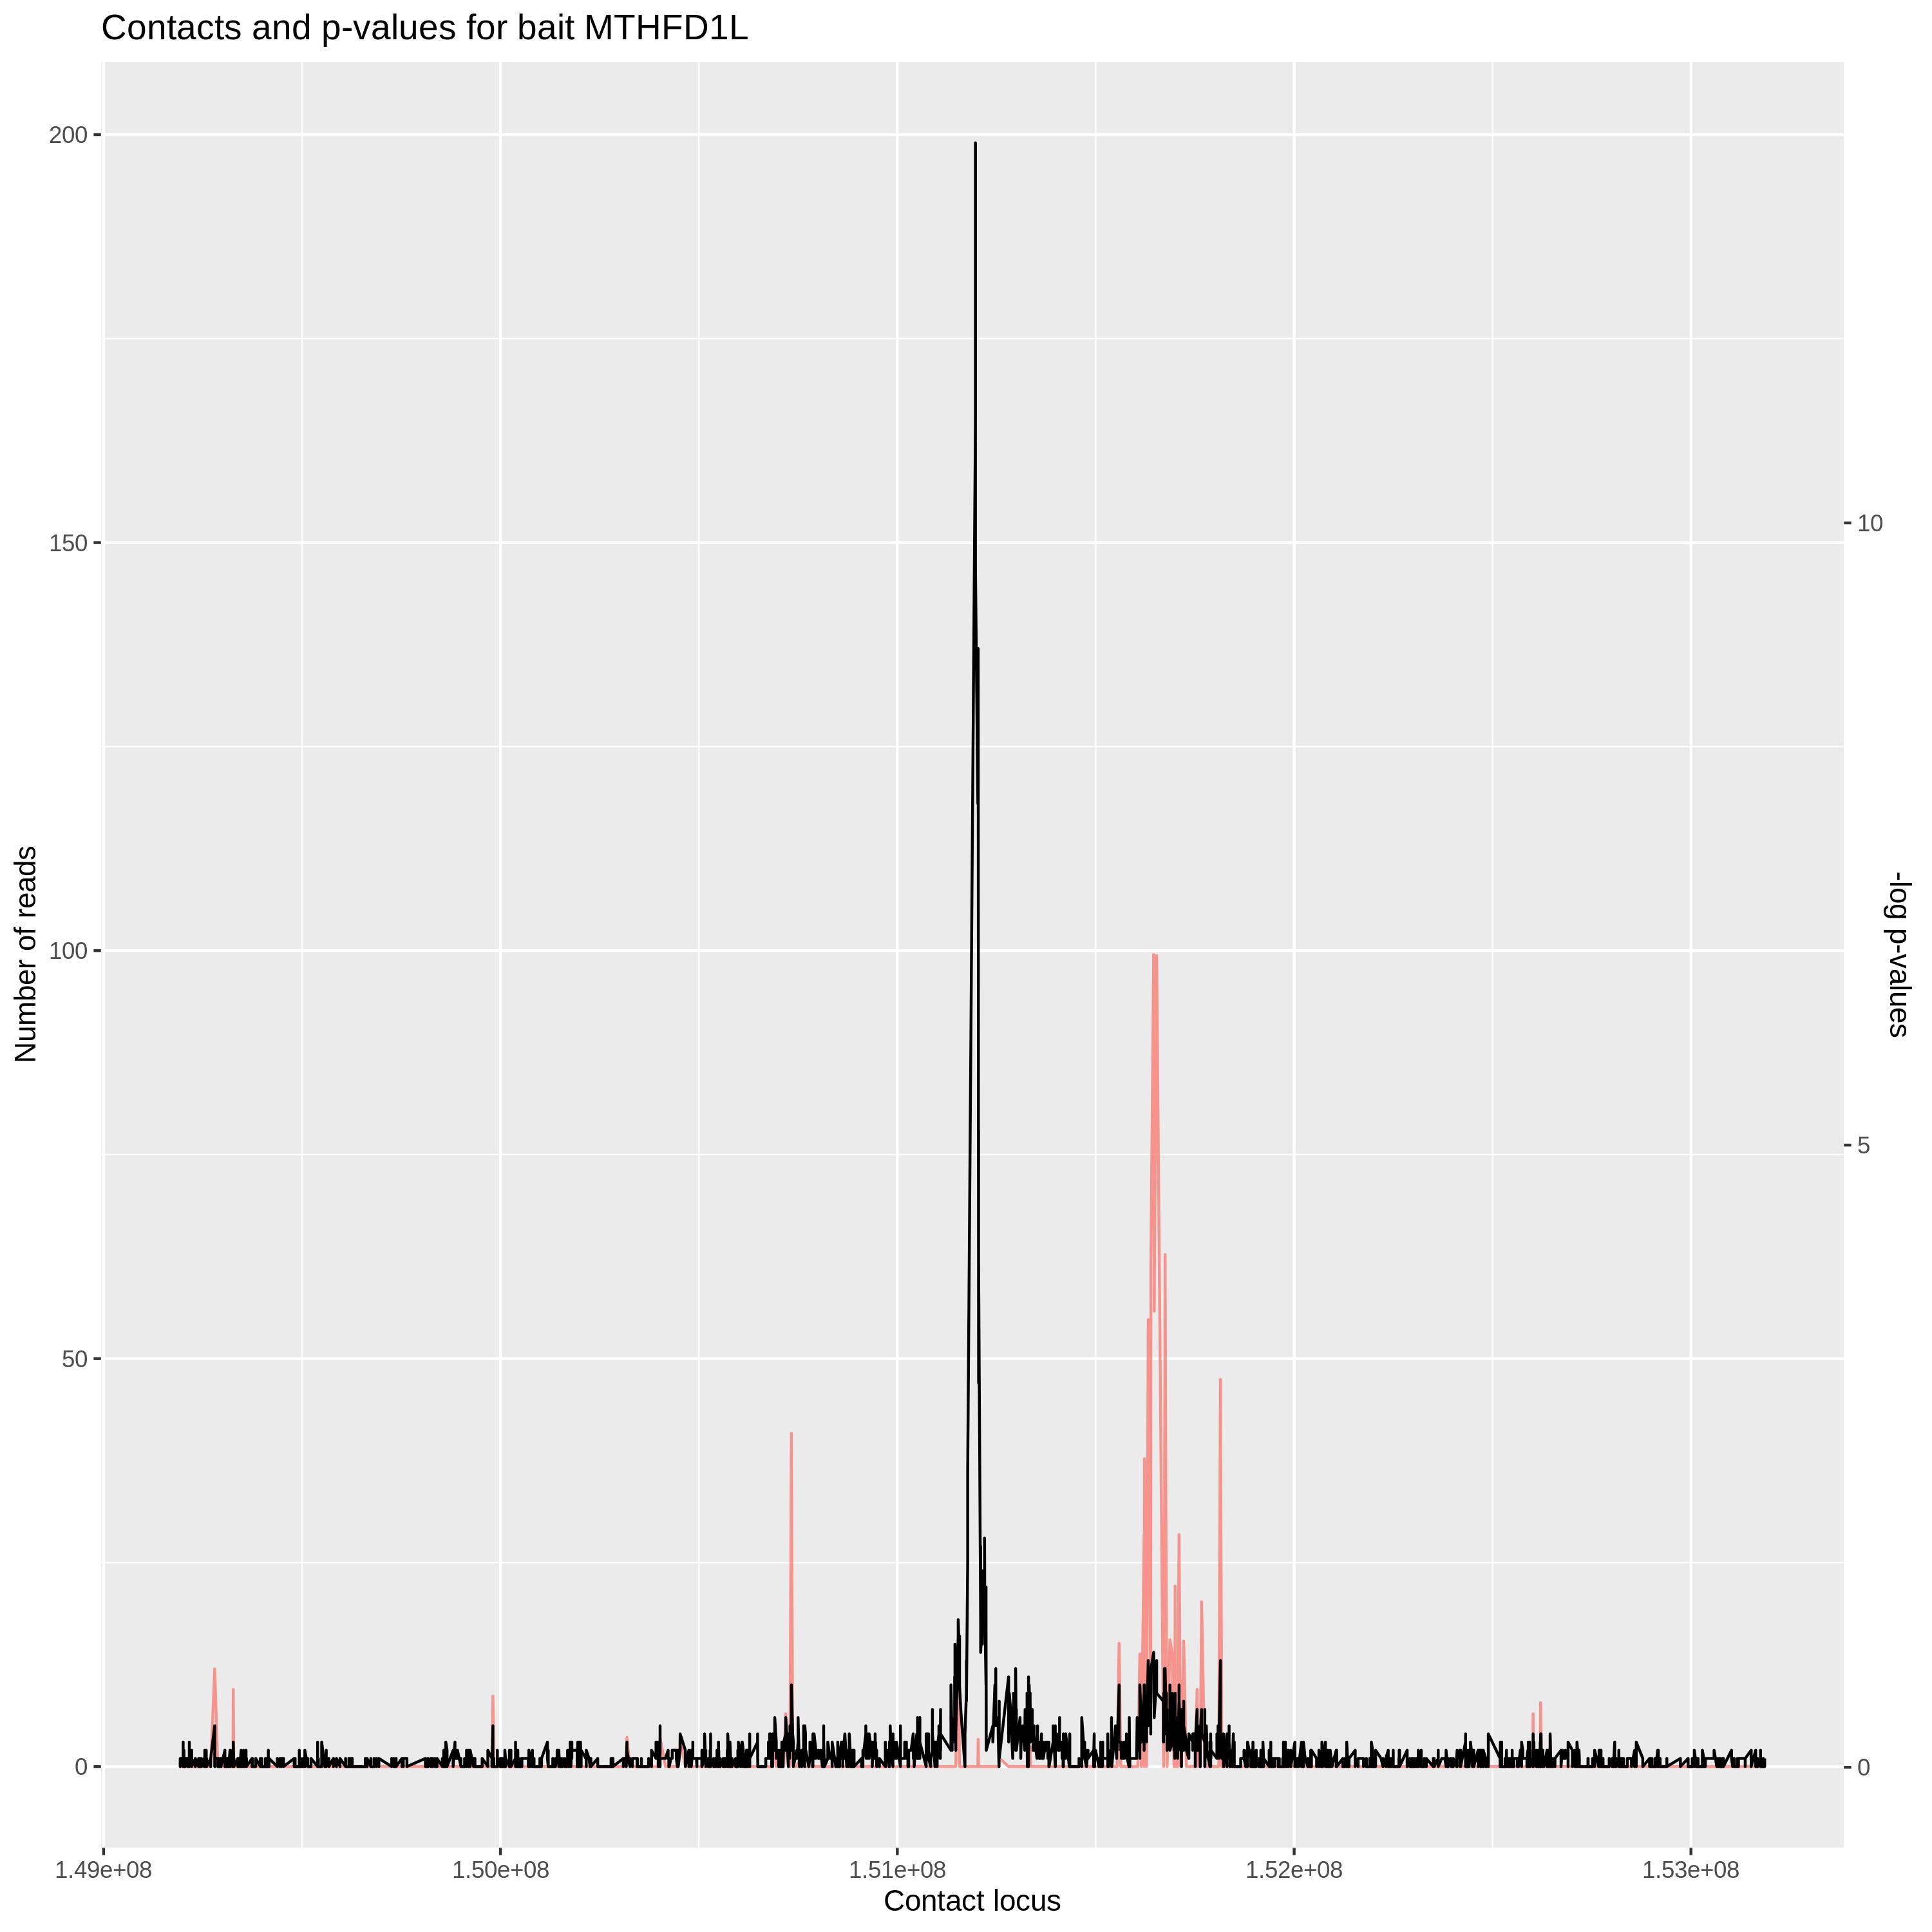 Contacts and p-values for bait MTHFD1L
200
150
100
50
0
Number of reads
10
5
0
-log p-values
1.49e+08
1.50e+08
1.51e+08
1.52e+08
1.53e+08
Contact locus